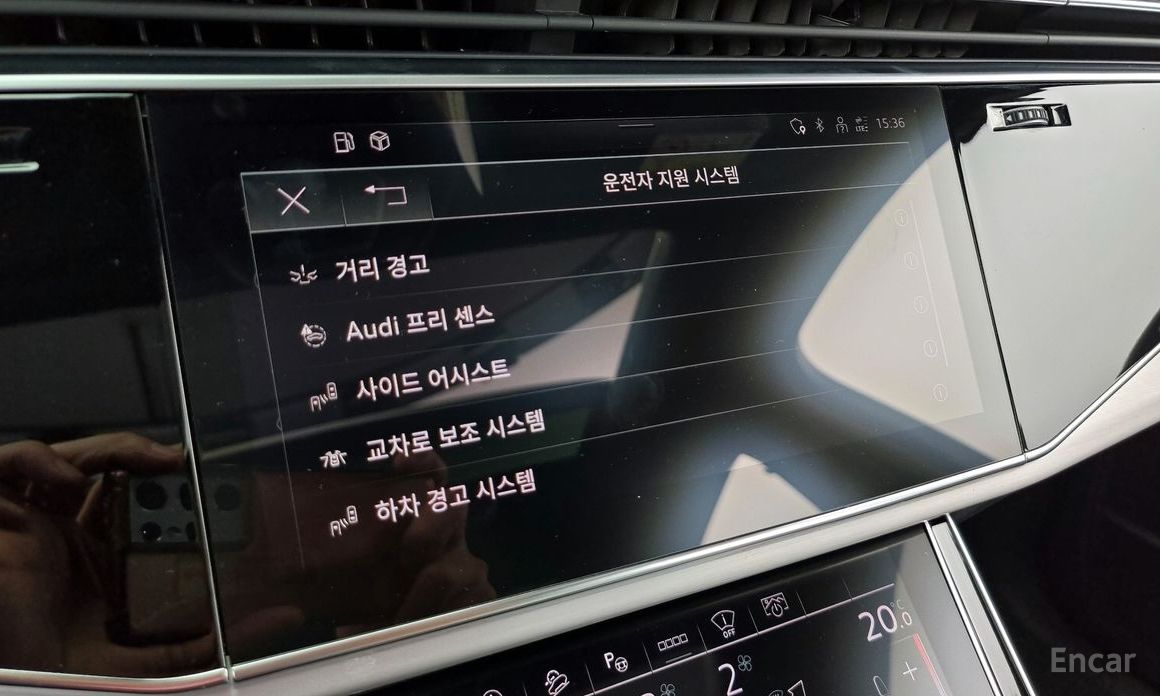 15:36
운전자 지원 시스템
거리 경고
Audi 프리 센스
사이드 어시스트
교차로 보조 시스템
하차 경고 시스템
OFF
20.0
°C
P
2
Encar